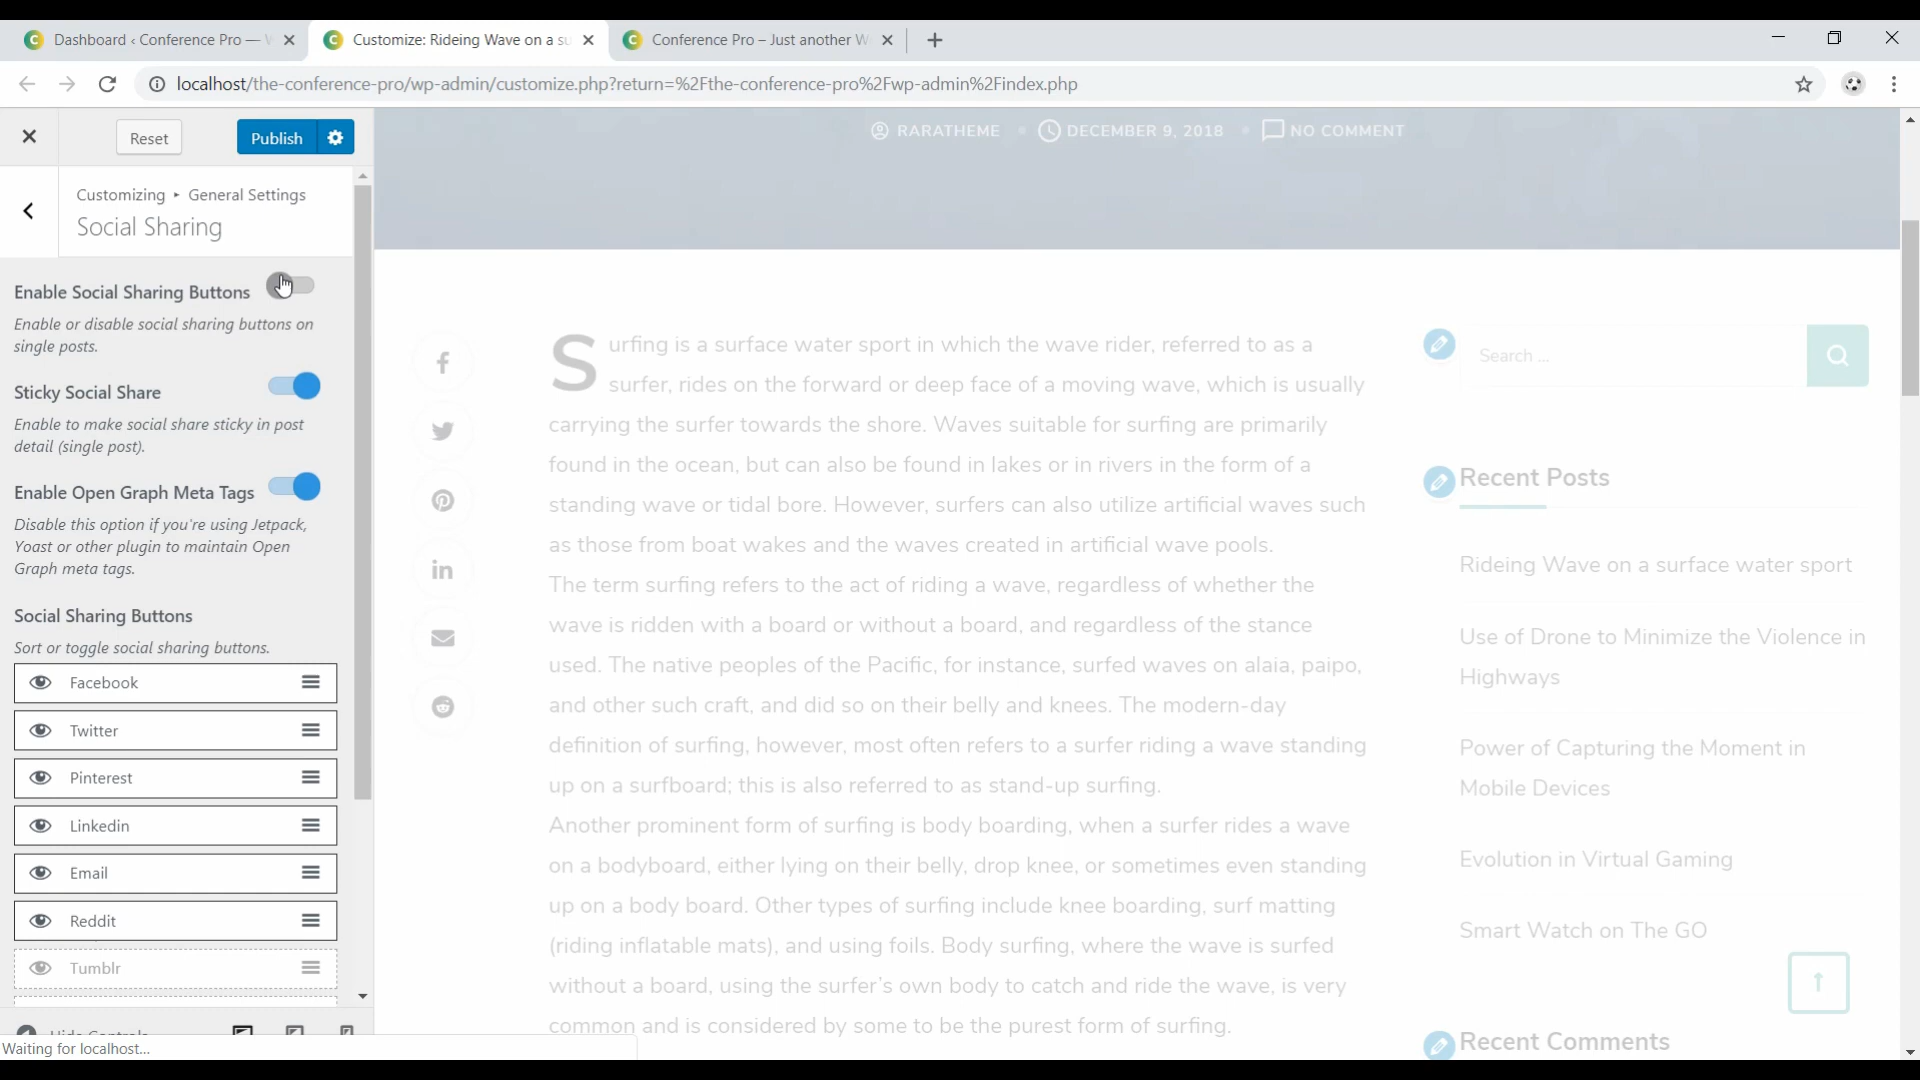 Dashboard ‹ Conference Pro —
Customize: Rideing Wave on a su
Conference Pro – Just another W
localhost/the-conference-pro/wp-admin/customize.php?return=%2Fthe-conference-pro%2Fwp-admin%2Findex.php
Reset
Publish
Customizing ▸ General Settings
Social Sharing
Enable Social Sharing Buttons
Enable or disable social sharing buttons on
single posts.
Sticky Social Share
Enable to make social share sticky in post
detail (single post).
Enable Open Graph Meta Tags
Disable this option if you're using Jetpack,
Yoast or other plugin to maintain Open
Graph meta tags.
Social Sharing Buttons
Sort or toggle social sharing buttons.
Facebook
Twitter
Pinterest
Linkedin
Email
Reddit
Tumblr
Hide Controls
Waiting for localhost...
RARATHEME
DECEMBER 9, 2018
NO COMMENT
Surfing is a surface water sport in which the wave rider, referred to as a
surfer, rides on the forward or deep face of a moving wave, which is usually
carrying the surfer towards the shore. Waves suitable for surfing are primarily
found in the ocean, but can also be found in lakes or in rivers in the form of a
standing wave or tidal bore. However, surfers can also utilize artificial waves such
as those from boat wakes and the waves created in artificial wave pools.
The term surfing refers to the act of riding a wave, regardless of whether the
wave is ridden with a board or without a board, and regardless of the stance
used. The native peoples of the Pacific, for instance, surfed waves on alaia, paipo,
and other such craft, and did so on their belly and knees. The modern-day
definition of surfing, however, most often refers to a surfer riding a wave standing
up on a surfboard; this is also referred to as stand-up surfing.
Another prominent form of surfing is body boarding, when a surfer rides a wave
on a bodyboard, either lying on their belly, drop knee, or sometimes even standing
up on a body board. Other types of surfing include knee boarding, surf matting
(riding inflatable mats), and using foils. Body surfing, where the wave is surfed
without a board, using the surfer's own body to catch and ride the wave, is very
common and is considered by some to be the purest form of surfing.
Search ...
Recent Posts
Rideing Wave on a surface water sport
Use of Drone to Minimize the Violence in
Highways
Power of Capturing the Moment in
Mobile Devices
Evolution in Virtual Gaming
Smart Watch on The GO
Recent Comments